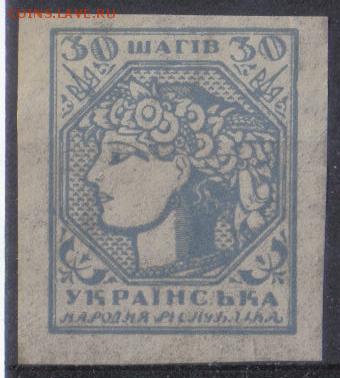 COINS.LAVE.RU
30 ШАГІВ 30
УКРАЇНСЬКА
НАРОДНЯ РЕСПУБЛІКА